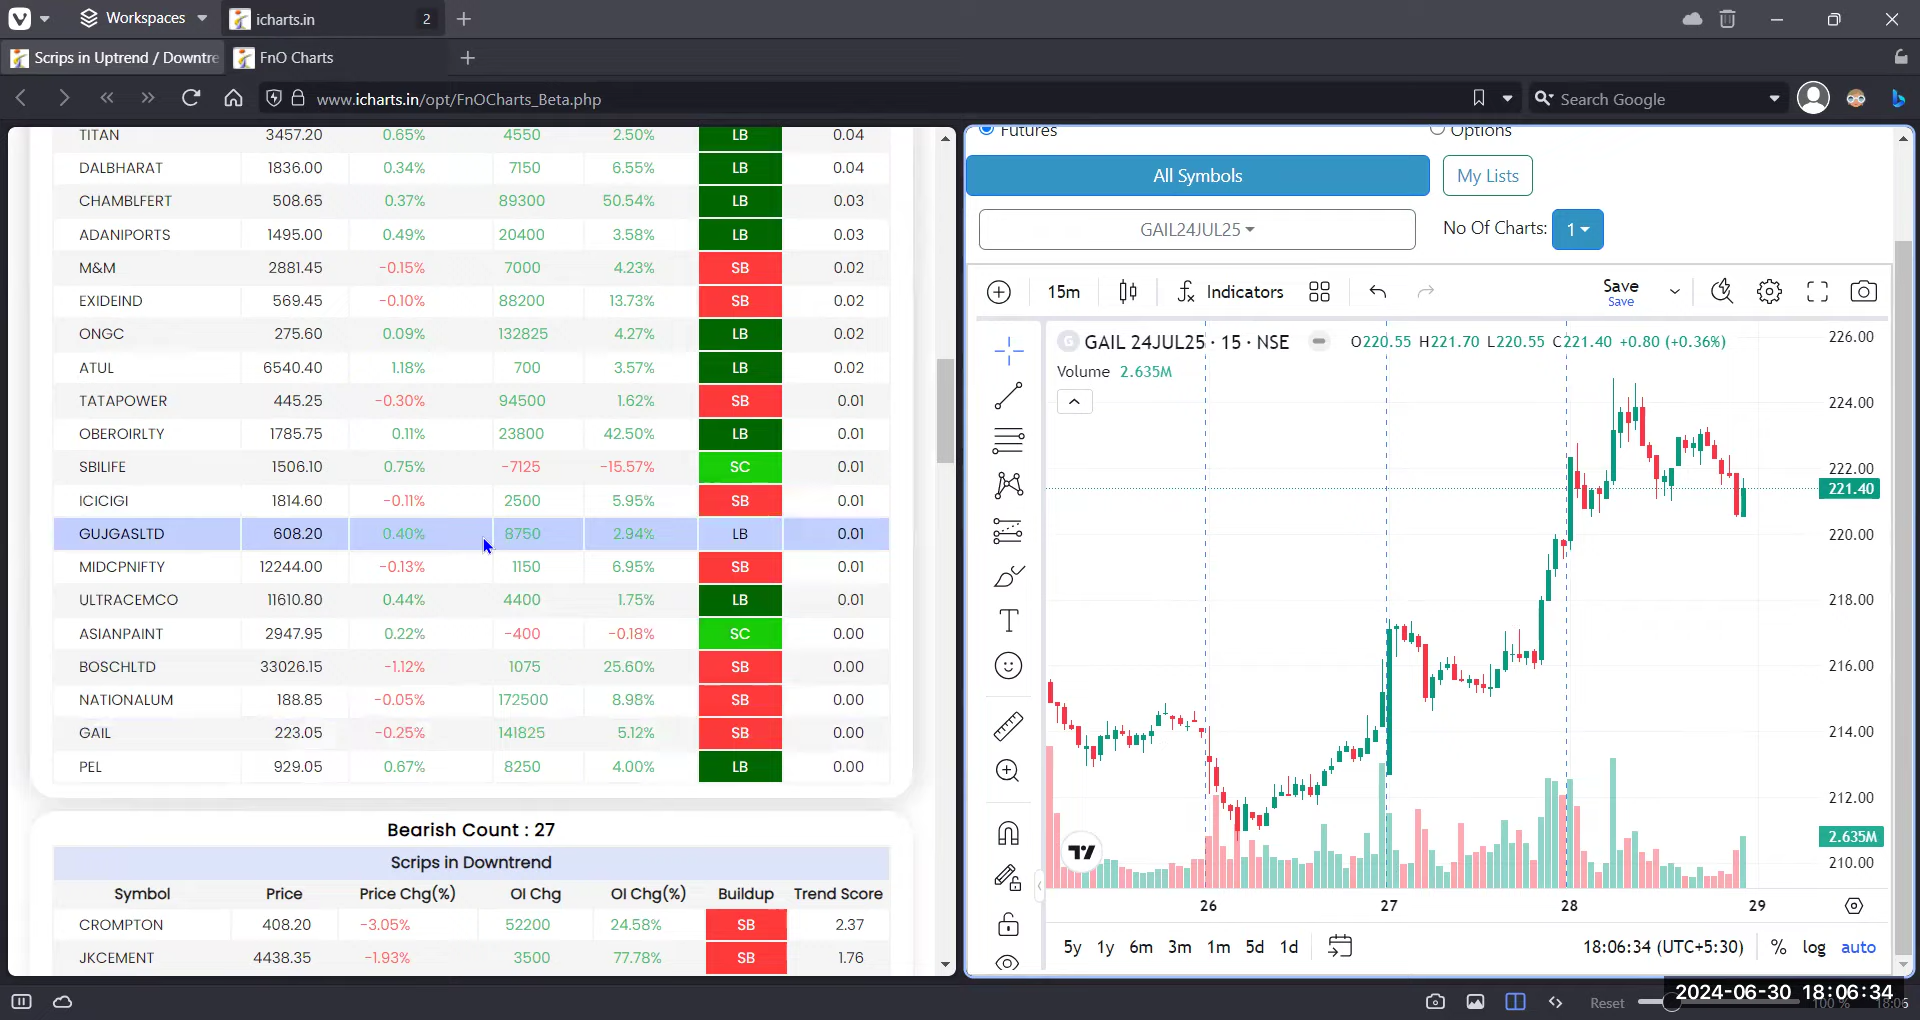 Workspaces
icharts.in 2
Scrips in Uptrend / Downtre
FnO Charts
www.icharts.in/opt/FnOCharts_Beta.php
Search Google
TITAN 3457.20 0.65% 4550 2.50% LB 0.04
DALBHARAT 1836.00 0.34% 7150 6.55% LB 0.04
CHAMBLFERT 508.65 0.37% 89300 50.54% LB 0.03
ADANIPORTS 1495.00 0.49% 20400 3.58% LB 0.03
M&M 2881.45 -0.15% 7000 4.23% SB 0.02
EXIDEIND 569.45 -0.10% 88200 13.73% SB 0.02
ONGC 275.60 0.09% 132825 4.27% LB 0.02
ATUL 6540.40 1.18% 700 3.57% LB 0.02
TATAPOWER 445.25 -0.30% 94500 1.62% SB 0.01
OBEROIRLTY 1785.75 0.11% 23800 42.50% LB 0.01
SBILIFE 1506.10 0.75% -7125 -15.57% SC 0.01
ICICIGI 1814.60 -0.11% 2500 5.95% SB 0.01
GUJGASLTD 608.20 0.40% 8750 2.94% LB 0.01
MIDCPNIFTY 12244.00 -0.13% 1150 6.95% SB 0.01
ULTRACEMCO 11610.80 0.44% 4400 1.75% LB 0.01
ASIANPAINT 2947.95 0.22% -400 -0.18% SC 0.00
BOSCHLTD 33026.15 -1.12% 1075 25.60% SB 0.00
NATIONALUM 188.85 -0.05% 172500 8.98% SB 0.00
GAIL 223.05 -0.25% 141825 5.12% SB 0.00
PEL 929.05 0.67% 8250 4.00% LB 0.00
Bearish Count : 27
Scrips in Downtrend
Symbol Price Price Chg(%) OI Chg OI Chg(%) Buildup Trend Score
CROMPTON 408.20 -3.05% 52200 24.58% SB 2.37
JKCEMENT 4438.35 -1.93% 3500 77.78% SB 1.76
Futures Options
All Symbols My Lists
GAIL24JUL25 No Of Charts: 1
15m Indicators Save
Save
G GAIL 24JUL25 · 15 · NSE O220.55 H221.70 L220.55 C221.40 +0.80 (+0.36%)
Volume 2.635M
226.00
224.00
222.00
221.40
220.00
218.00
216.00
214.00
212.00
2.635M
210.00
26 27 28 29
5y 1y 6m 3m 1m 5d 1d 18:06:34 (UTC+5:30) % log auto
Reset 100 % 18:06
2024-06-30 18:06:34